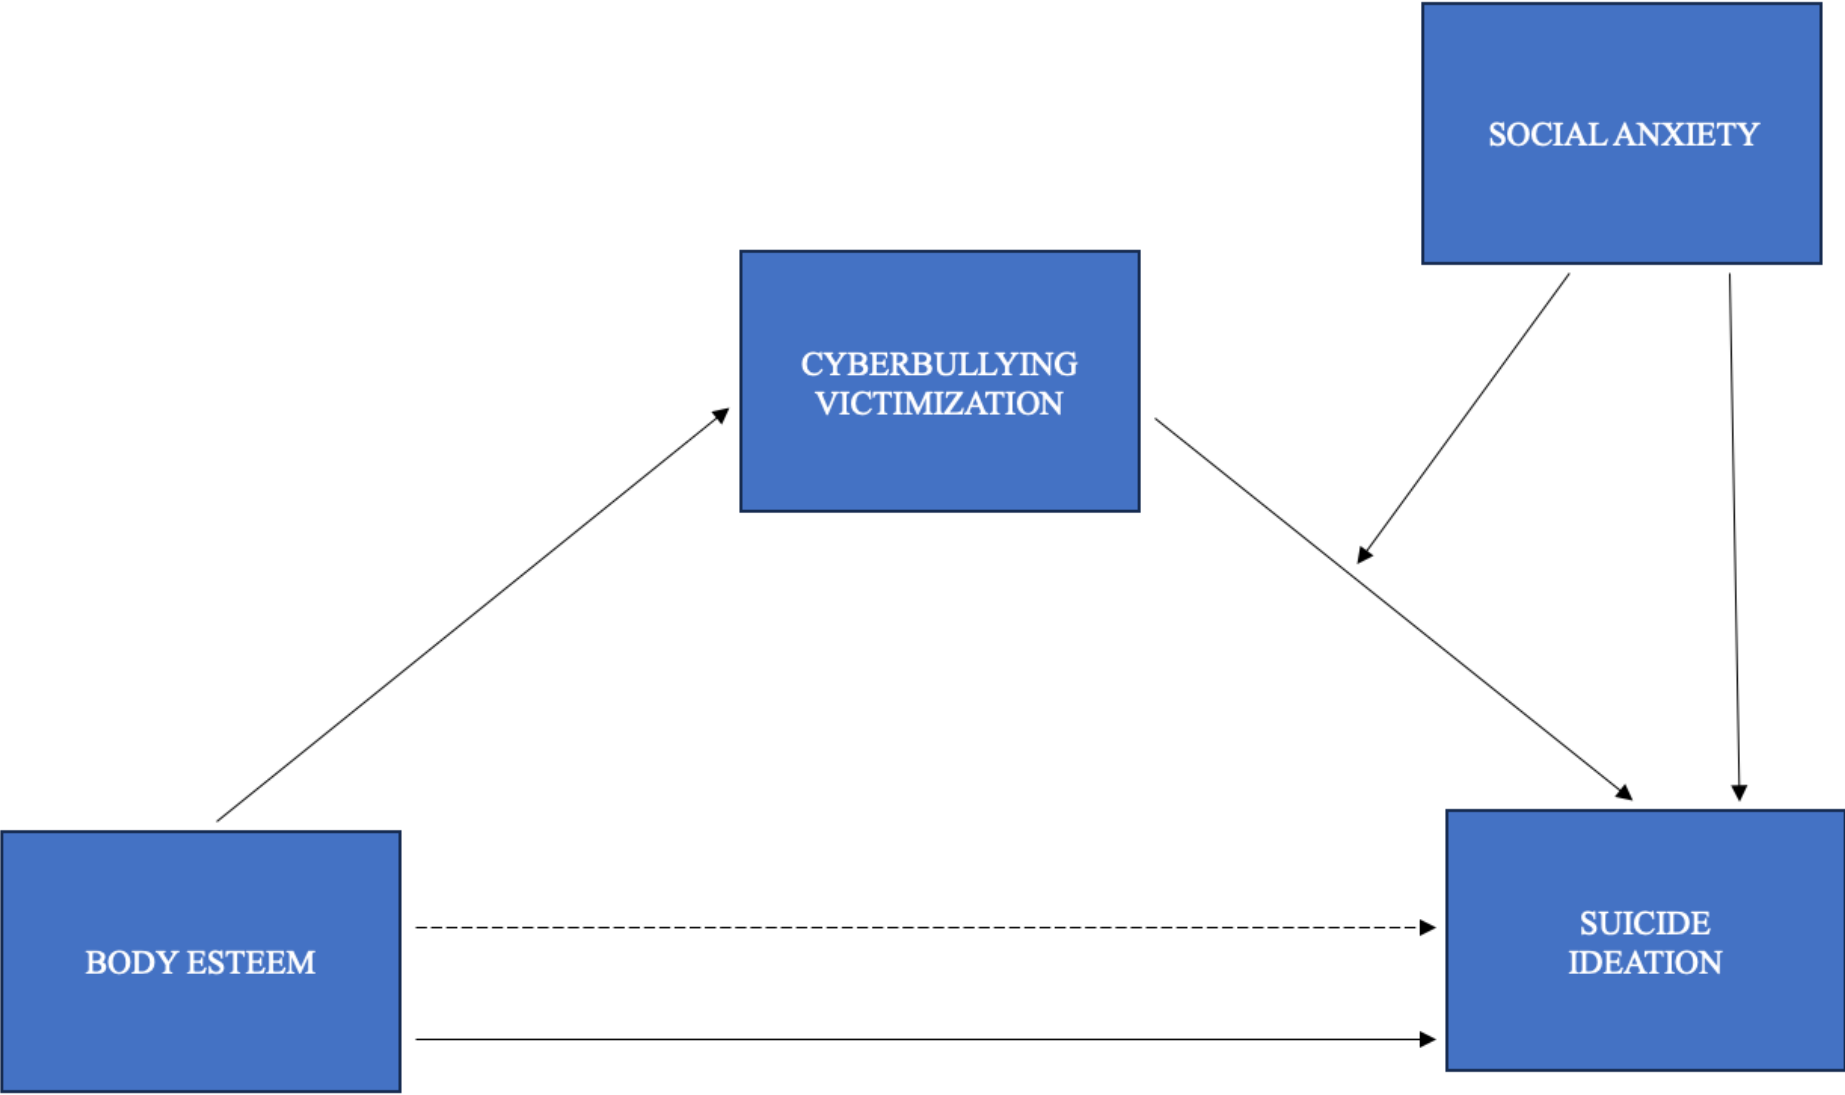 SOCIAL ANXIETY
CYBERBULLYING
VICTIMIZATION
BODY ESTEEM
SUICIDE
IDEATION